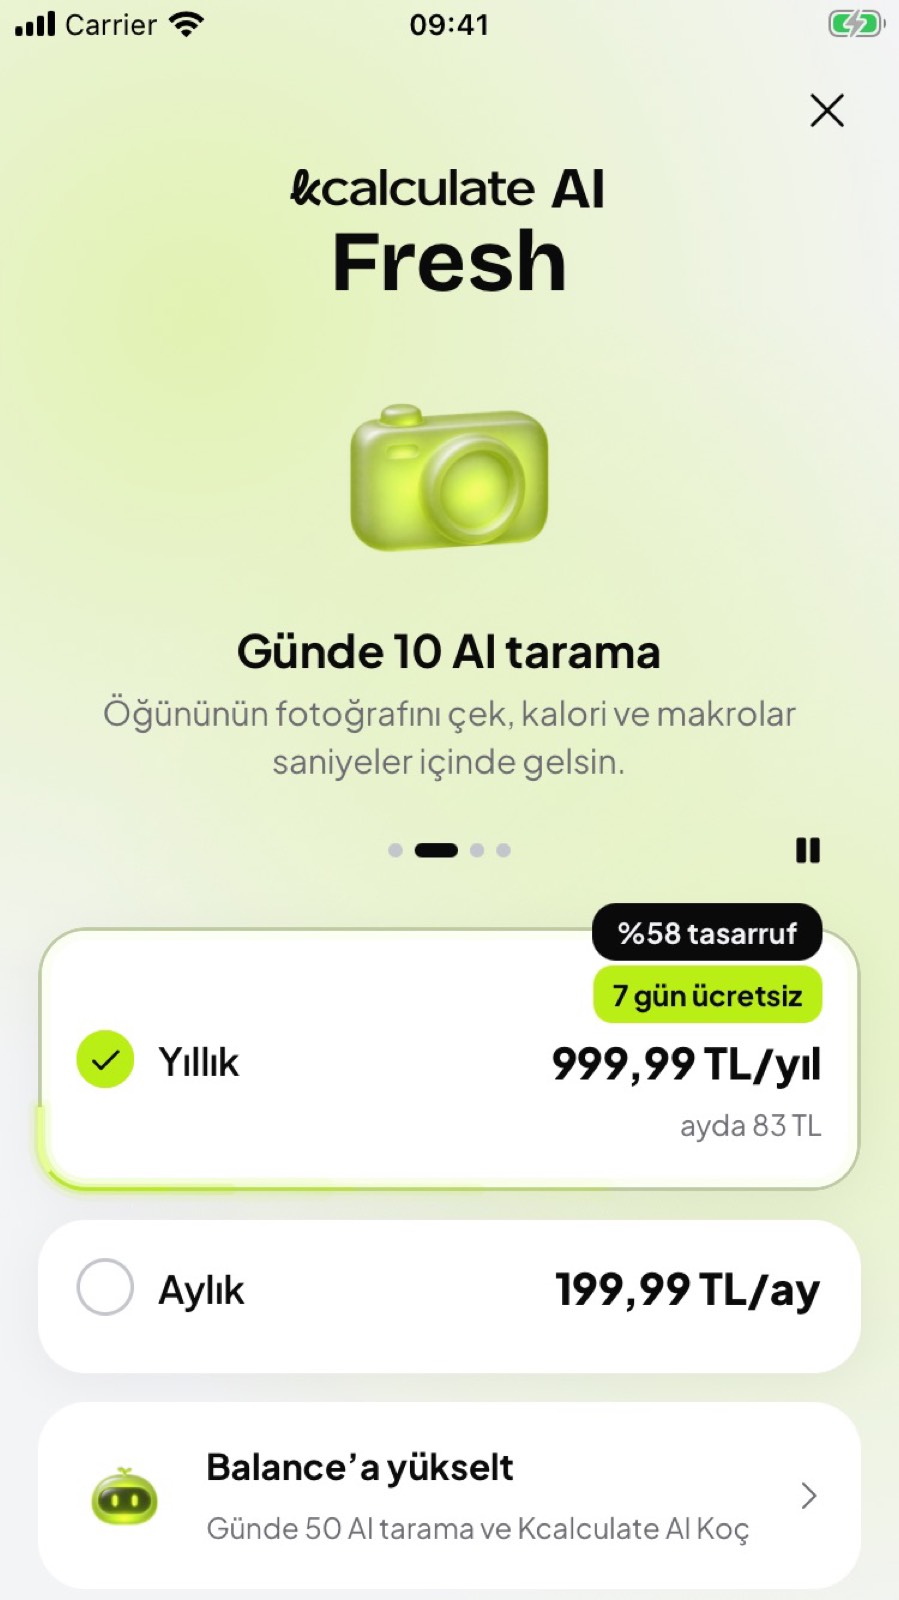 Carrier
09:41
kcalculate AI
Fresh
Günde 10 AI tarama
Öğününün fotoğrafını çek, kalori ve makrolar
saniyeler içinde gelsin.
%58 tasarruf
7 gün ücretsiz
Yıllık
999,99 TL/yıl
ayda 83 TL
Aylık
199,99 TL/ay
Balance’a yükselt
Günde 50 AI tarama ve Kcalculate AI Koç